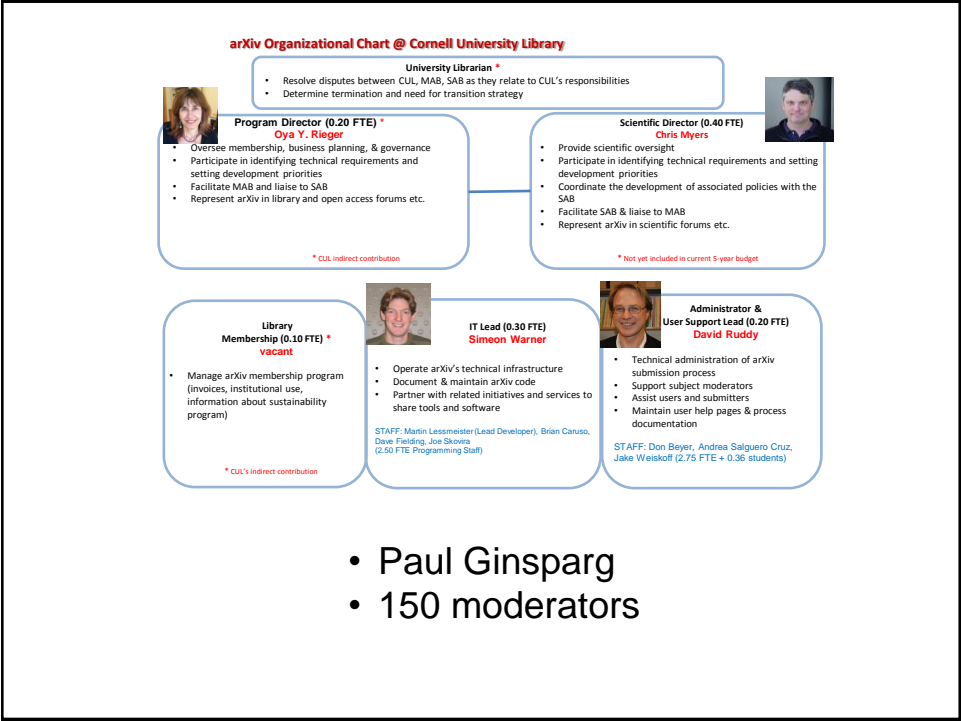 arXiv Organizational Chart @ Cornell University Library
University Librarian *
• Resolve disputes between CUL, MAB, SAB as they relate to CUL's responsibilities
• Determine termination and need for transition strategy
Program Director (0.20 FTE) *
Oya Y. Rieger
• Oversee membership, business planning, & governance
• Participate in identifying technical requirements and
setting development priorities
• Facilitate MAB and liaise to SAB
• Represent arXiv in library and open access forums etc.
* CUL indirect contribution
Scientific Director (0.40 FTE)
Chris Myers
• Provide scientific oversight
• Participate in identifying technical requirements and setting
development priorities
• Coordinate the development of associated policies with the
SAB
• Facilitate SAB & liaise to MAB
• Represent arXiv in scientific forums etc.
* Not yet included in current 5-year budget
Library
Membership (0.10 FTE) *
vacant
• Manage arXiv membership program
(invoices, institutional use,
information about sustainability
program)
* CUL's indirect contribution
IT Lead (0.30 FTE)
Simeon Warner
• Operate arXiv's technical infrastructure
• Document & maintain arXiv code
• Partner with related initiatives and services to
share tools and software
STAFF: Martin Lessmeister (Lead Developer), Brian Caruso,
Dave Fielding, Joe Skovira
(2.50 FTE Programming Staff)
Administrator &
User Support Lead (0.20 FTE)
David Ruddy
• Technical administration of arXiv
submission process
• Support subject moderators
• Assist users and submitters
• Maintain user help pages & process
documentation
STAFF: Don Beyer, Andrea Salguero Cruz,
Jake Weiskoff (2.75 FTE + 0.36 students)
• Paul Ginsparg
• 150 moderators